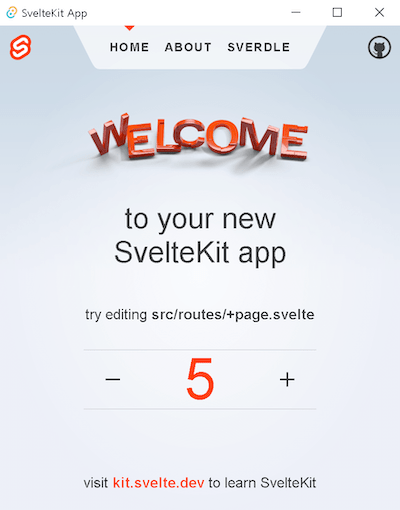 SvelteKit App
HOME ABOUT SVERDLE
WELCOME
to your new
SvelteKit app
try editing src/routes/+page.svelte
− 5 +
visit kit.svelte.dev to learn SvelteKit